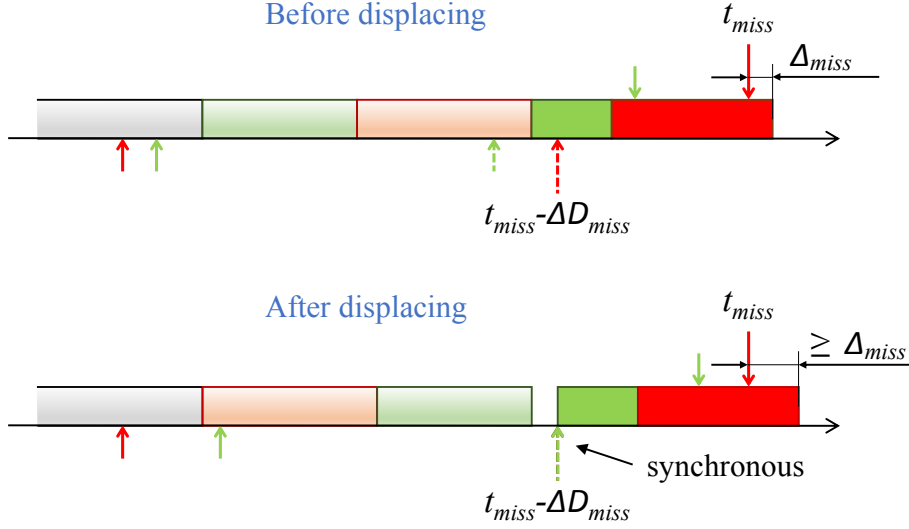 Before displacing
t_miss
Δ_miss
t_miss-ΔD_miss
After displacing
t_miss
≥ Δ_miss
synchronous
t_miss-ΔD_miss